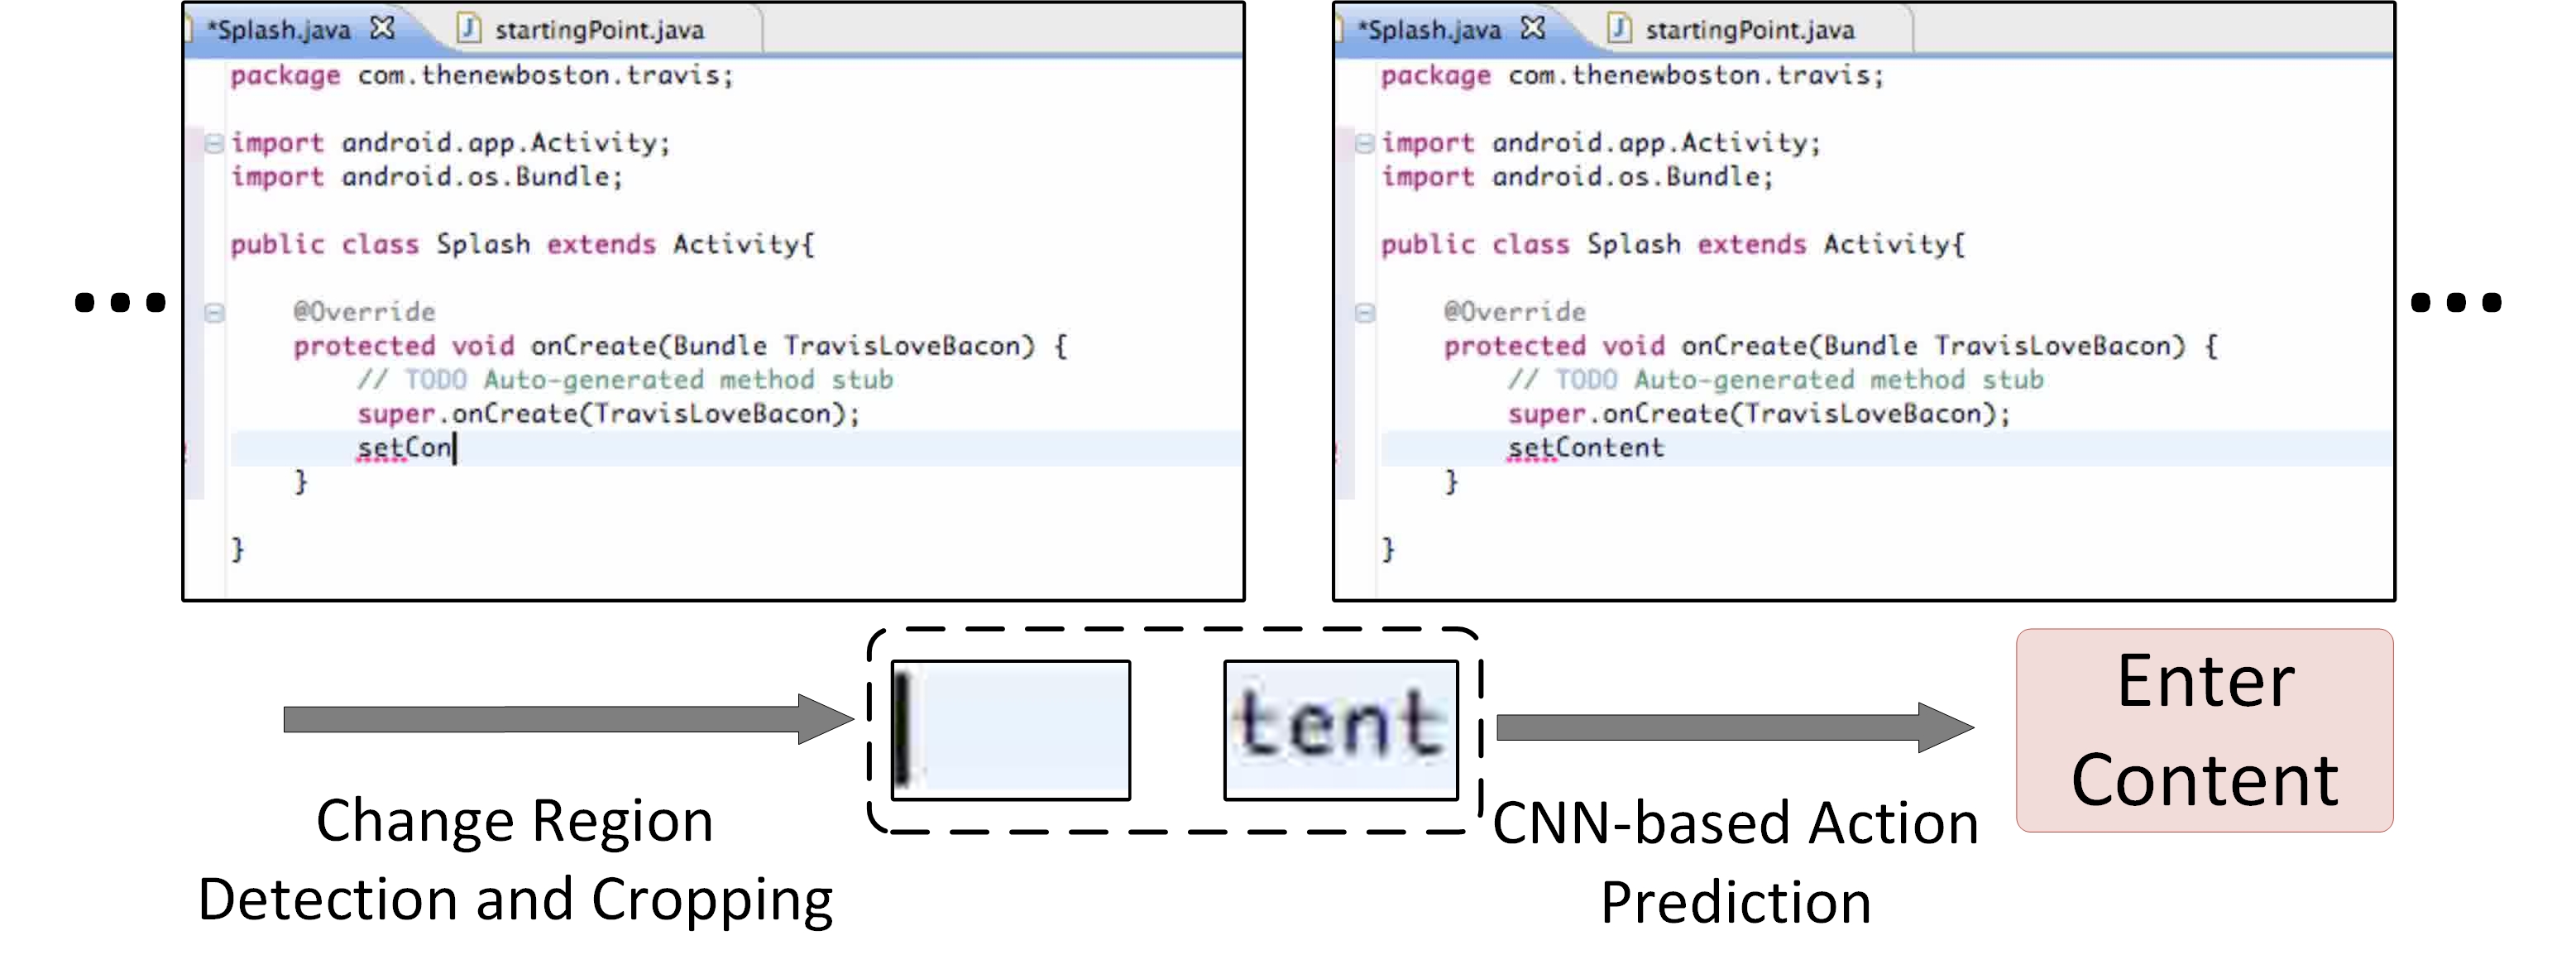 *Splash.java startingPoint.java
package com.thenewboston.travis;
import android.app.Activity;
import android.os.Bundle;
public class Splash extends Activity{
@Override
protected void onCreate(Bundle TravisLoveBacon) {
// TODO Auto-generated method stub
super.onCreate(TravisLoveBacon);
setCon
}
}
*Splash.java startingPoint.java
package com.thenewboston.travis;
import android.app.Activity;
import android.os.Bundle;
public class Splash extends Activity{
@Override
protected void onCreate(Bundle TravisLoveBacon) {
// TODO Auto-generated method stub
super.onCreate(TravisLoveBacon);
setContent
}
}
...
...
Change Region
Detection and Cropping
tent
CNN-based Action
Prediction
Enter
Content